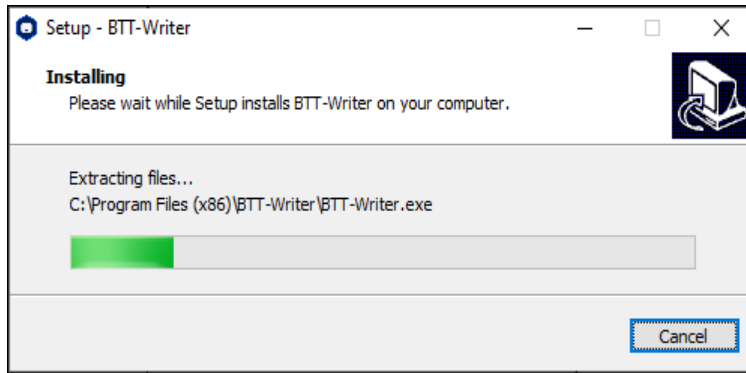 Setup - BTT-Writer
Installing
Please wait while Setup installs BTT-Writer on your computer.
Extracting files...
C:\Program Files (x86)\BTT-Writer\BTT-Writer.exe
Cancel